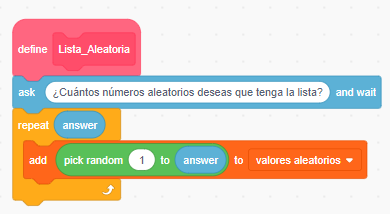 define Lista_Aleatoria
ask ¿Cuántos números aleatorios deseas que tenga la lista? and wait
repeat answer
add pick random 1 to answer to valores aleatorios